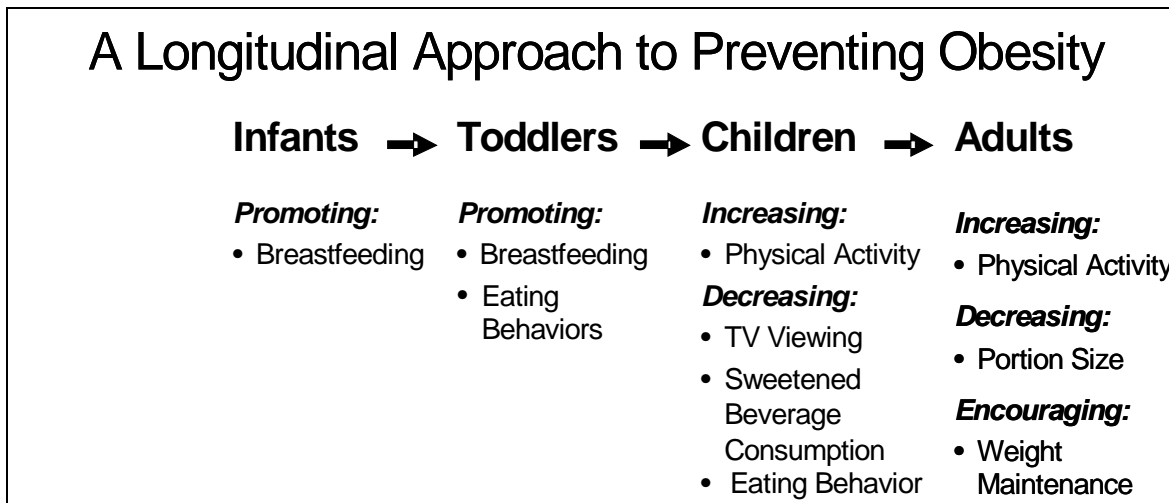 A Longitudinal Approach to Preventing Obesity
Infants → Toddlers → Children → Adults
Promoting:
• Breastfeeding
Promoting:
• Breastfeeding
• Eating
Behaviors
Increasing:
• Physical Activity
Decreasing:
• TV Viewing
• Sweetened
Beverage
Consumption
• Eating Behavior
Increasing:
• Physical Activity
Decreasing:
• Portion Size
Encouraging:
• Weight
Maintenance